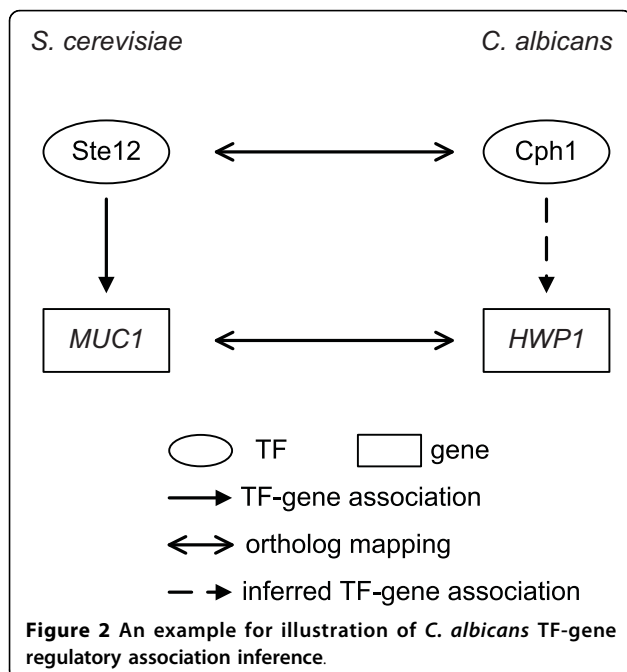 S. cerevisiae C. albicans
Ste12 Cph1
MUC1 HWP1
TF gene
TF-gene association
ortholog mapping
inferred TF-gene association
Figure 2 An example for illustration of C. albicans TF-gene
regulatory association inference.